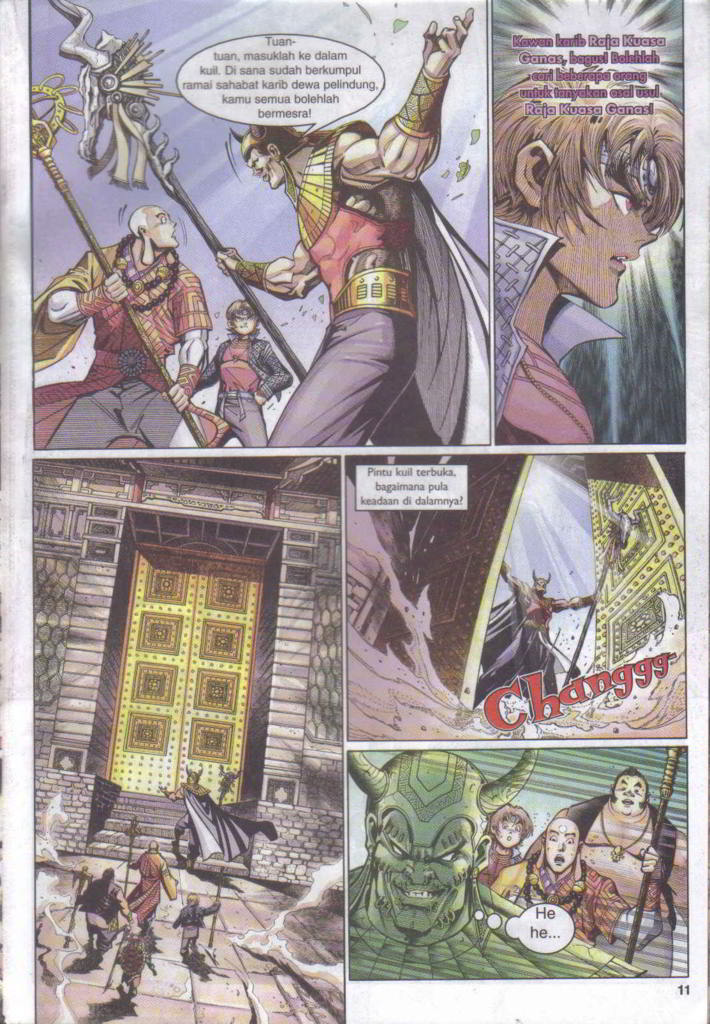 Tuan-
tuan, masuklah ke dalam
kuil. Di sana sudah berkumpul
ramai sahabat karib dewa pelindung,
kamu semua bolehlah
bermesra!
Kawan karib Raja Kuasa
Ganas, bagus! Bolehlah
cari beberapa orang
untuk tanyakan asal usul
Raja Kuasa Ganas!
Pintu kuil terbuka,
bagaimana pula
keadaan di dalamnya?
Changgg-
He
he...
11